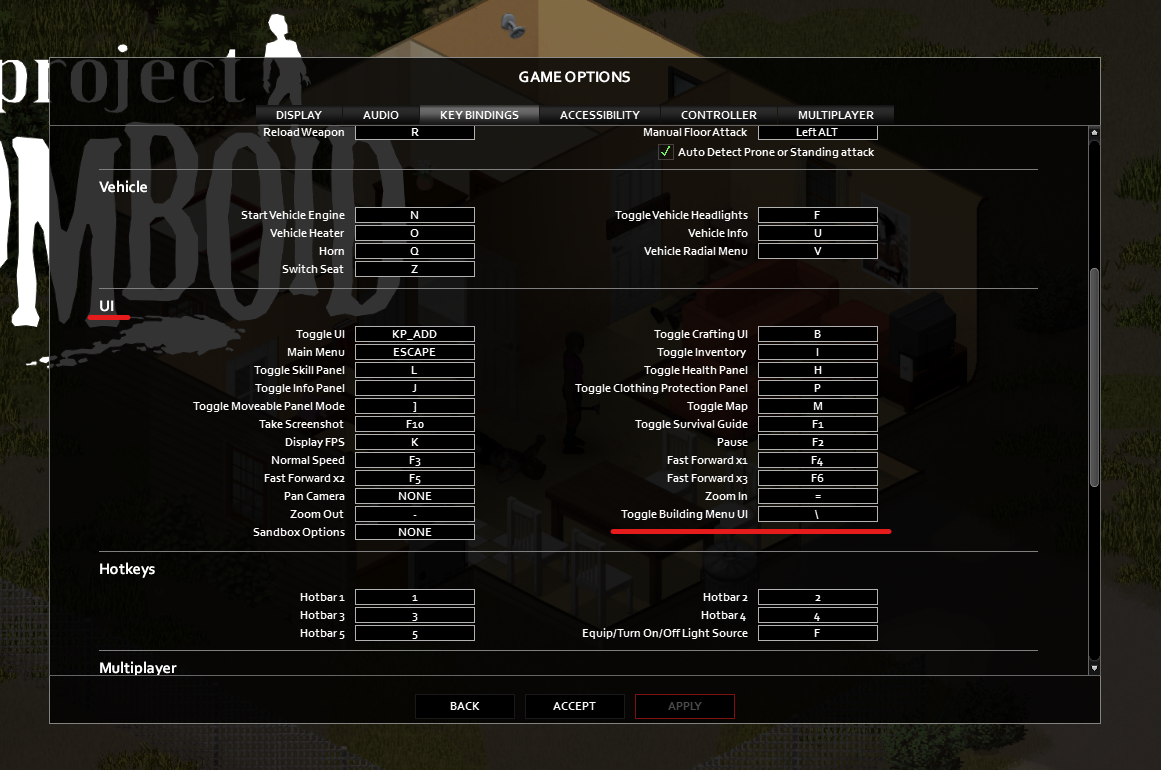 project
ZOMBOID
GAME OPTIONS
DISPLAY AUDIO KEY BINDINGS ACCESSIBILITY CONTROLLER MULTIPLAYER
Reload Weapon R Manual Floor Attack Left ALT
Auto Detect Prone or Standing attack
Vehicle
Start Vehicle Engine N Toggle Vehicle Headlights F
Vehicle Heater O Vehicle Info U
Horn Q Vehicle Radial Menu V
Switch Seat Z
UI
Toggle UI KP_ADD Toggle Crafting UI B
Main Menu ESCAPE Toggle Inventory I
Toggle Skill Panel L Toggle Health Panel H
Toggle Info Panel J Toggle Clothing Protection Panel P
Toggle Moveable Panel Mode ] Toggle Map M
Take Screenshot F10 Toggle Survival Guide F1
Display FPS K Pause F2
Normal Speed F3 Fast Forward x1 F4
Fast Forward x2 F5 Fast Forward x3 F6
Pan Camera NONE Zoom In =
Zoom Out - Toggle Building Menu UI \
Sandbox Options NONE
Hotkeys
Hotbar 1 1 Hotbar 2 2
Hotbar 3 3 Hotbar 4 4
Hotbar 5 5 Equip/Turn On/Off Light Source F
Multiplayer
BACK ACCEPT APPLY